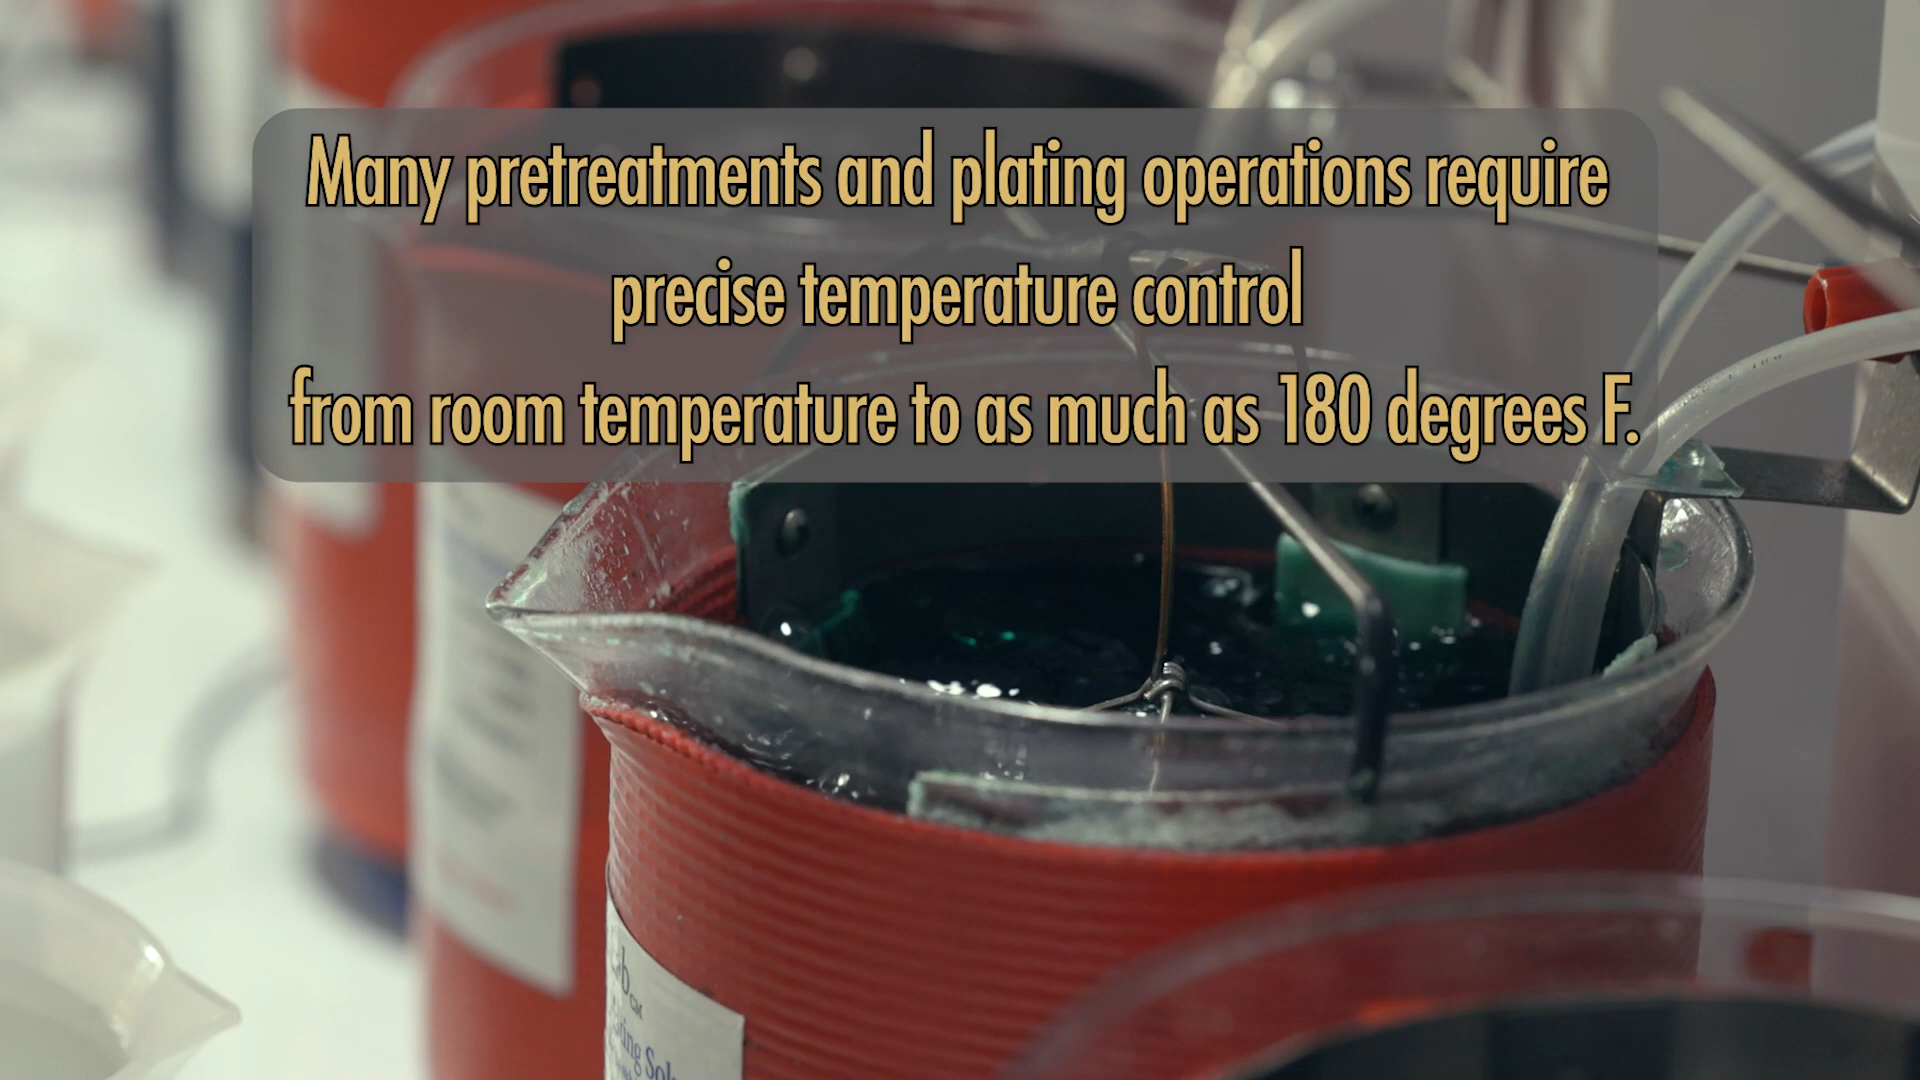 Many pretreatments and plating operations require
precise temperature control
from room temperature to as much as 180 degrees F.